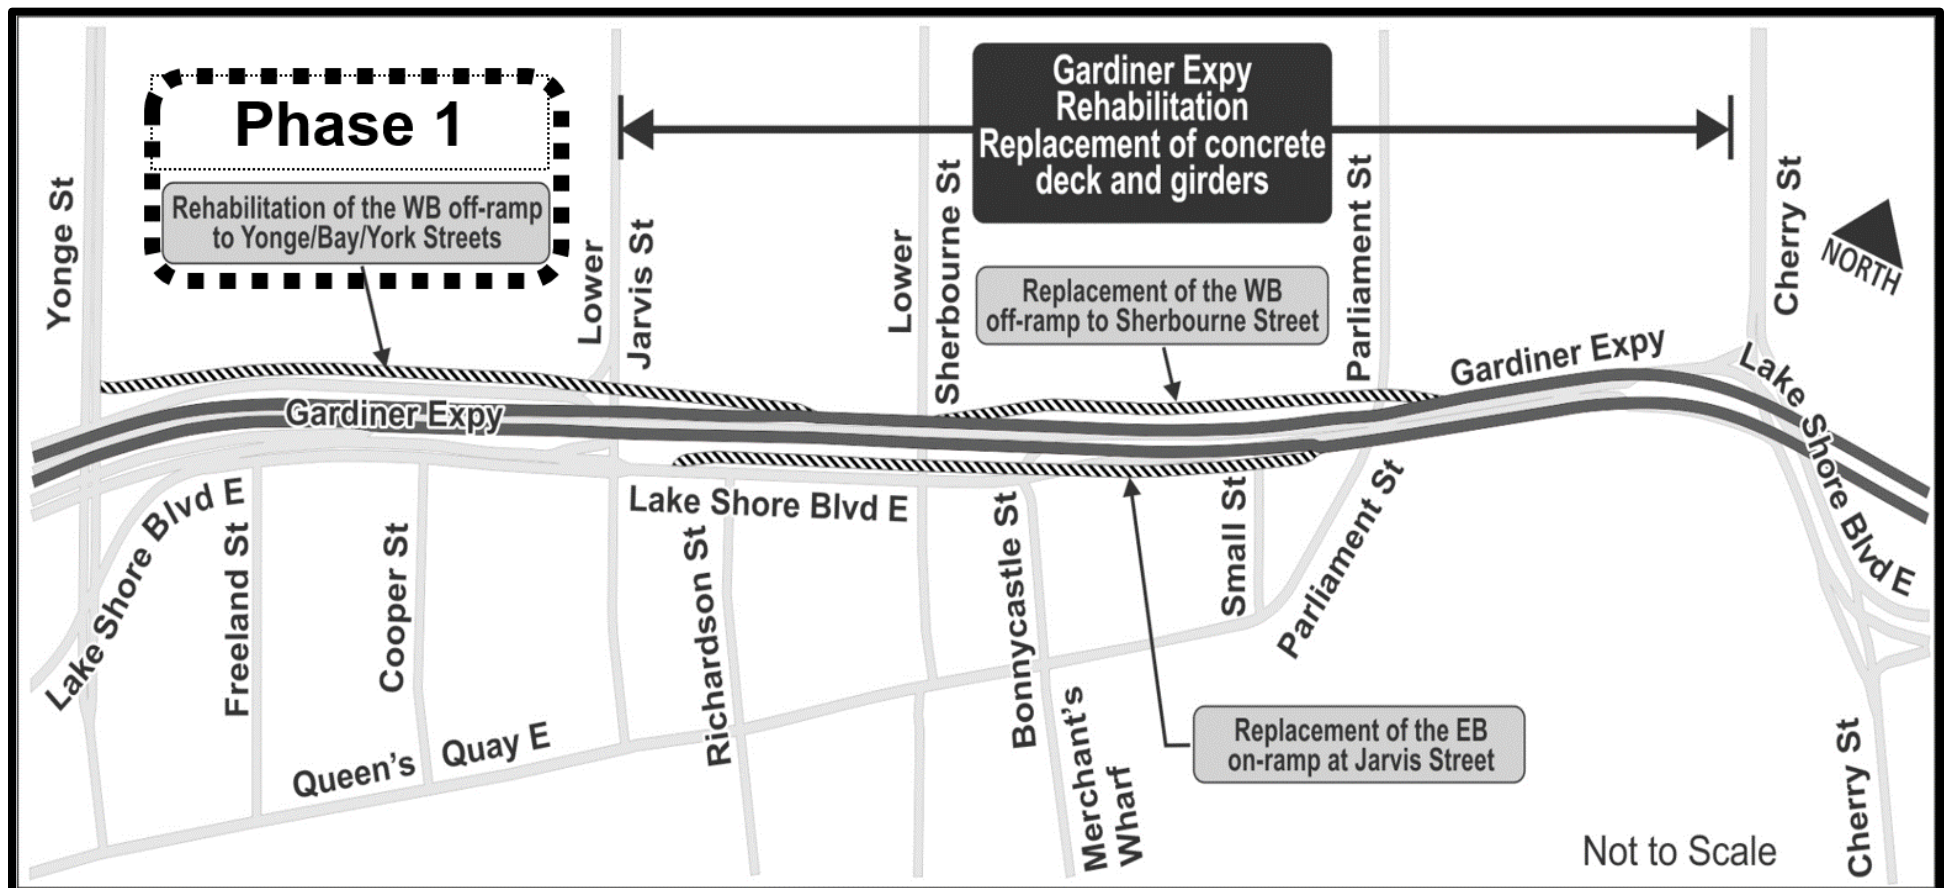 Phase 1
Rehabilitation of the WB off-ramp
to Yonge/Bay/York Streets
Gardiner Expy
Rehabilitation
Replacement of concrete
deck and girders
Replacement of the WB
off-ramp to Sherbourne Street
Yonge St
Lower
Jarvis St
Lower
Sherbourne St
Parliament St
Cherry St
NORTH
Gardiner Expy
Gardiner Expy
Lake Shore Blvd E
Lake Shore Blvd E
Lake Shore Blvd E
Freeland St
Cooper St
Richardson St
Bonnycastle St
Small St
Parliament St
Queen's Quay E
Merchant's
Wharf
Replacement of the EB
on-ramp at Jarvis Street
Cherry St
Not to Scale